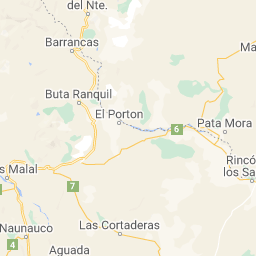 del Nte.
Barrancas
Ma
Buta Ranquil
El Porton
6
Pata Mora
Rincó
los Sa
s Malal
7
Las Cortaderas
Naunauco
4
Aguada